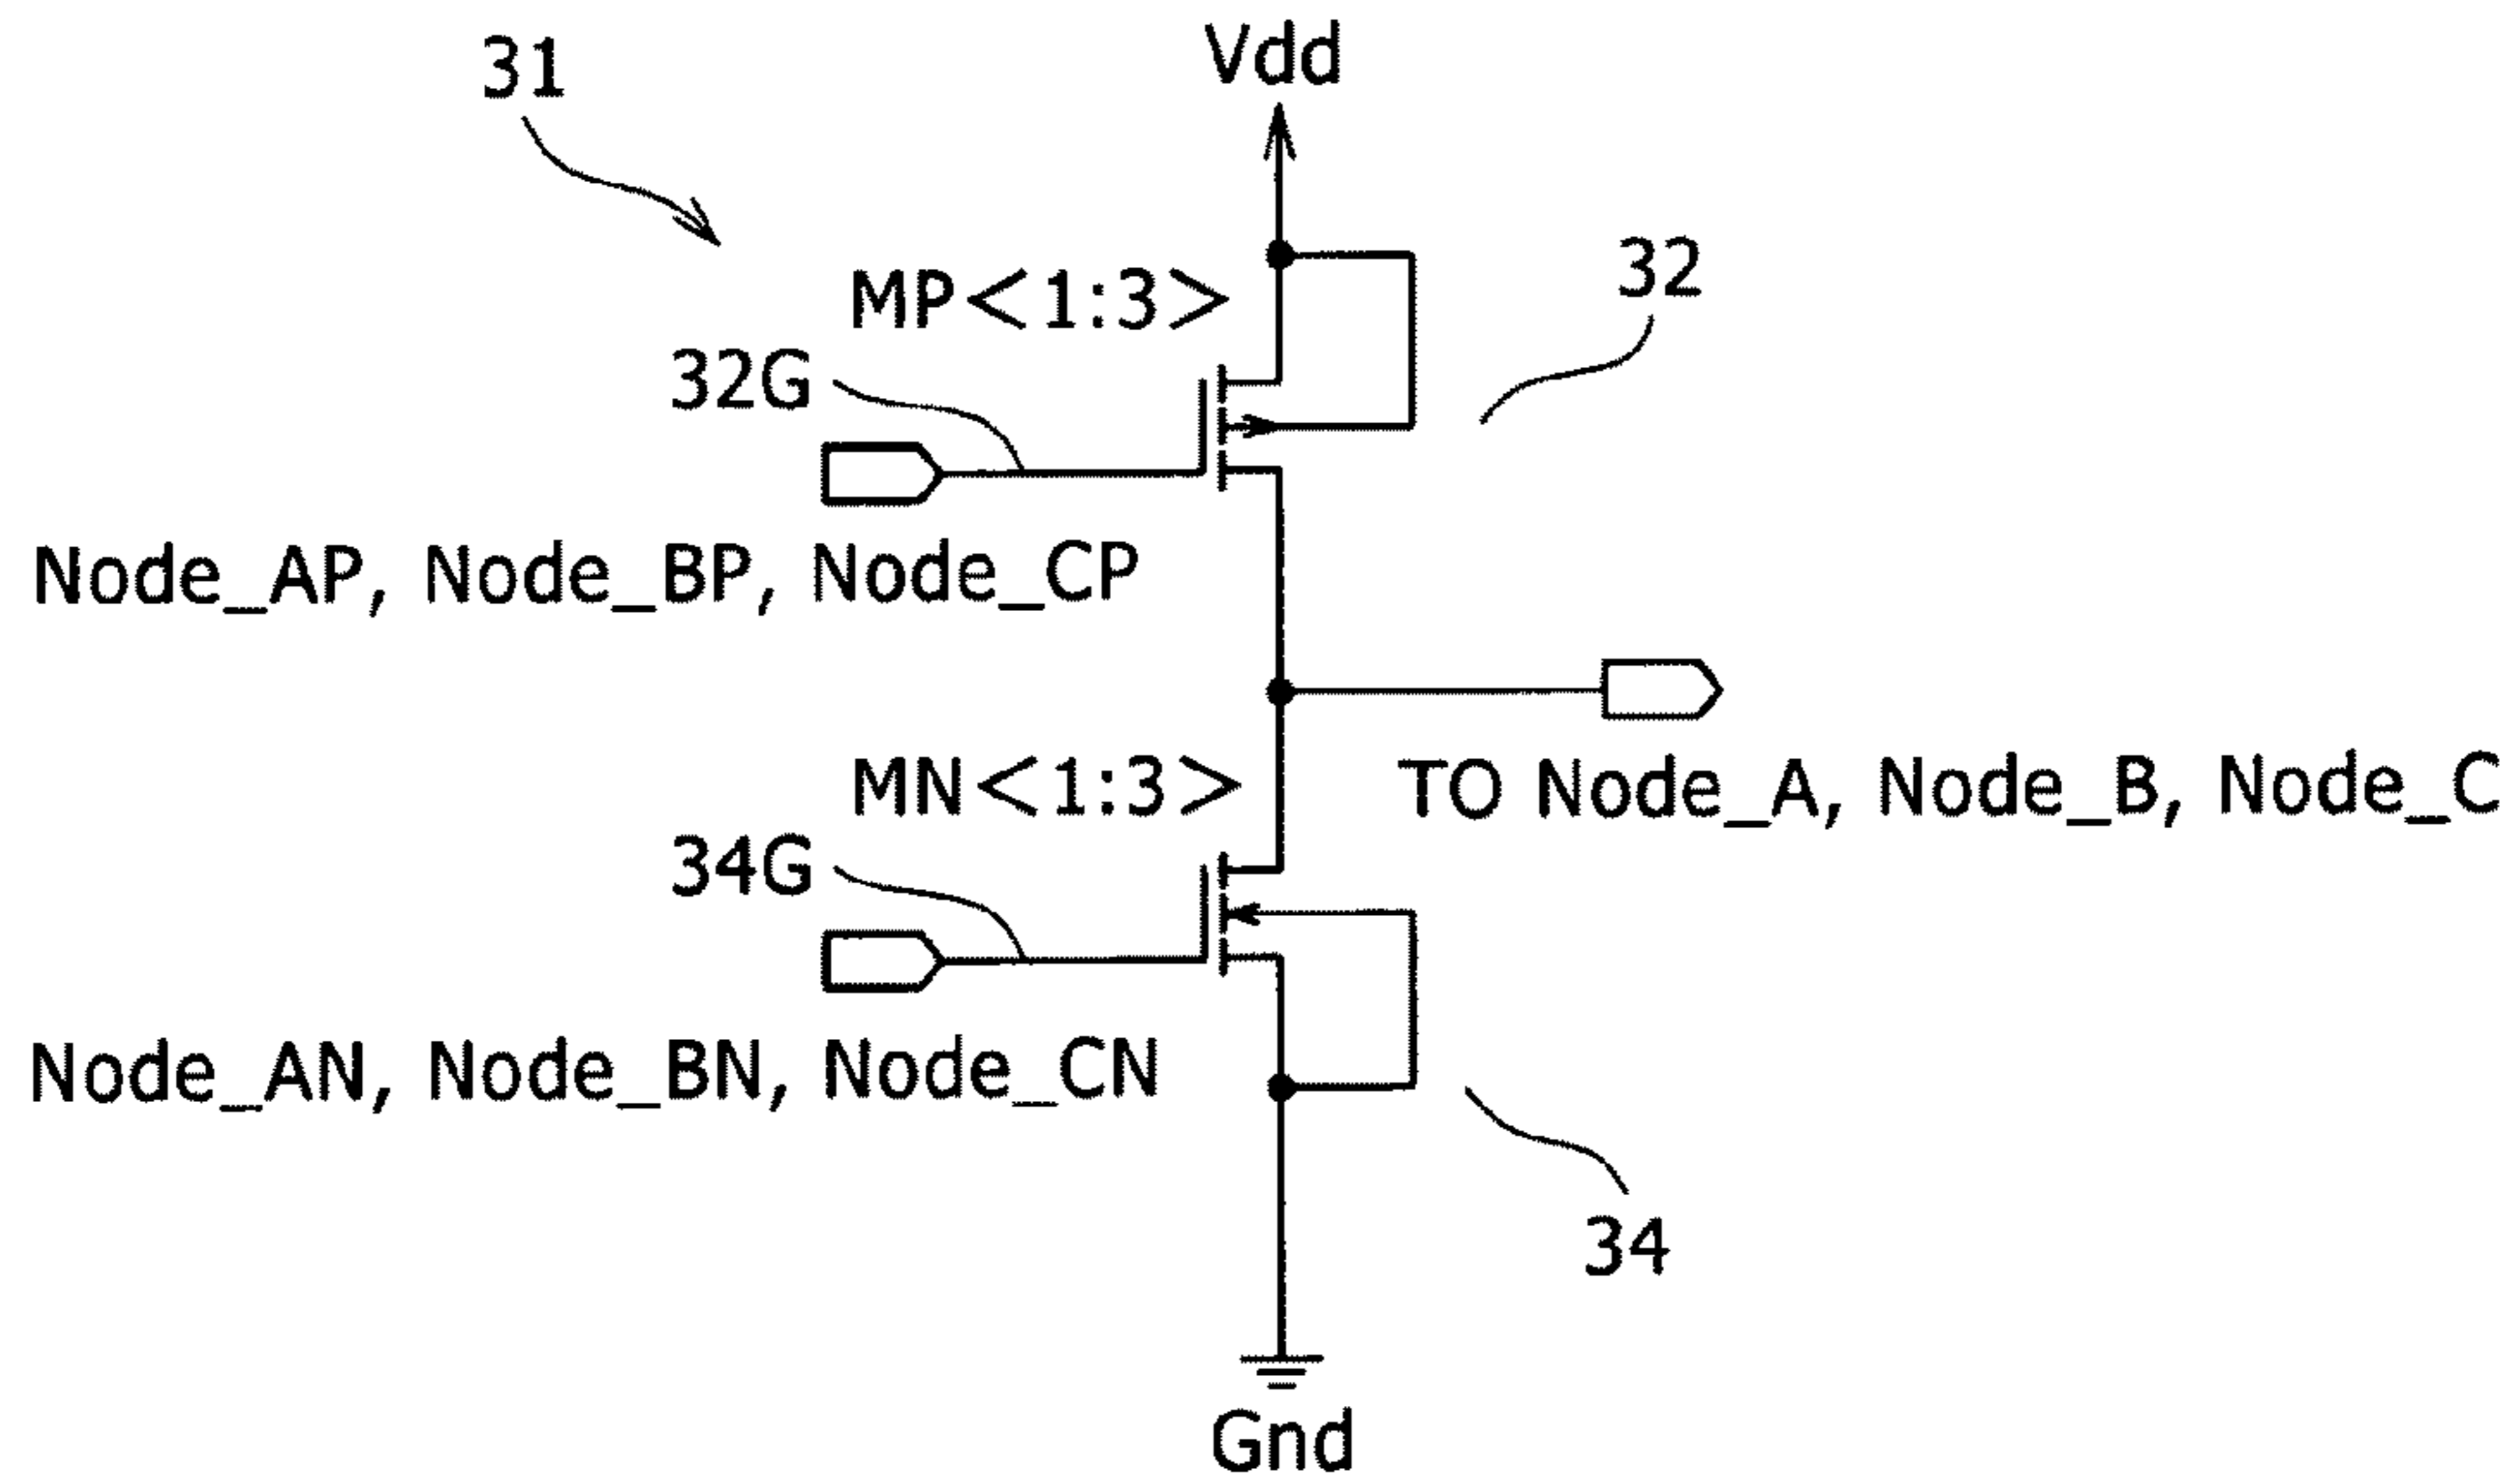 31
Vdd
MP<1:3>
32
32G
Node_AP, Node_BP, Node_CP
MN<1:3>
TO Node_A, Node_B, Node_C
34G
Node_AN, Node_BN, Node_CN
34
Gnd